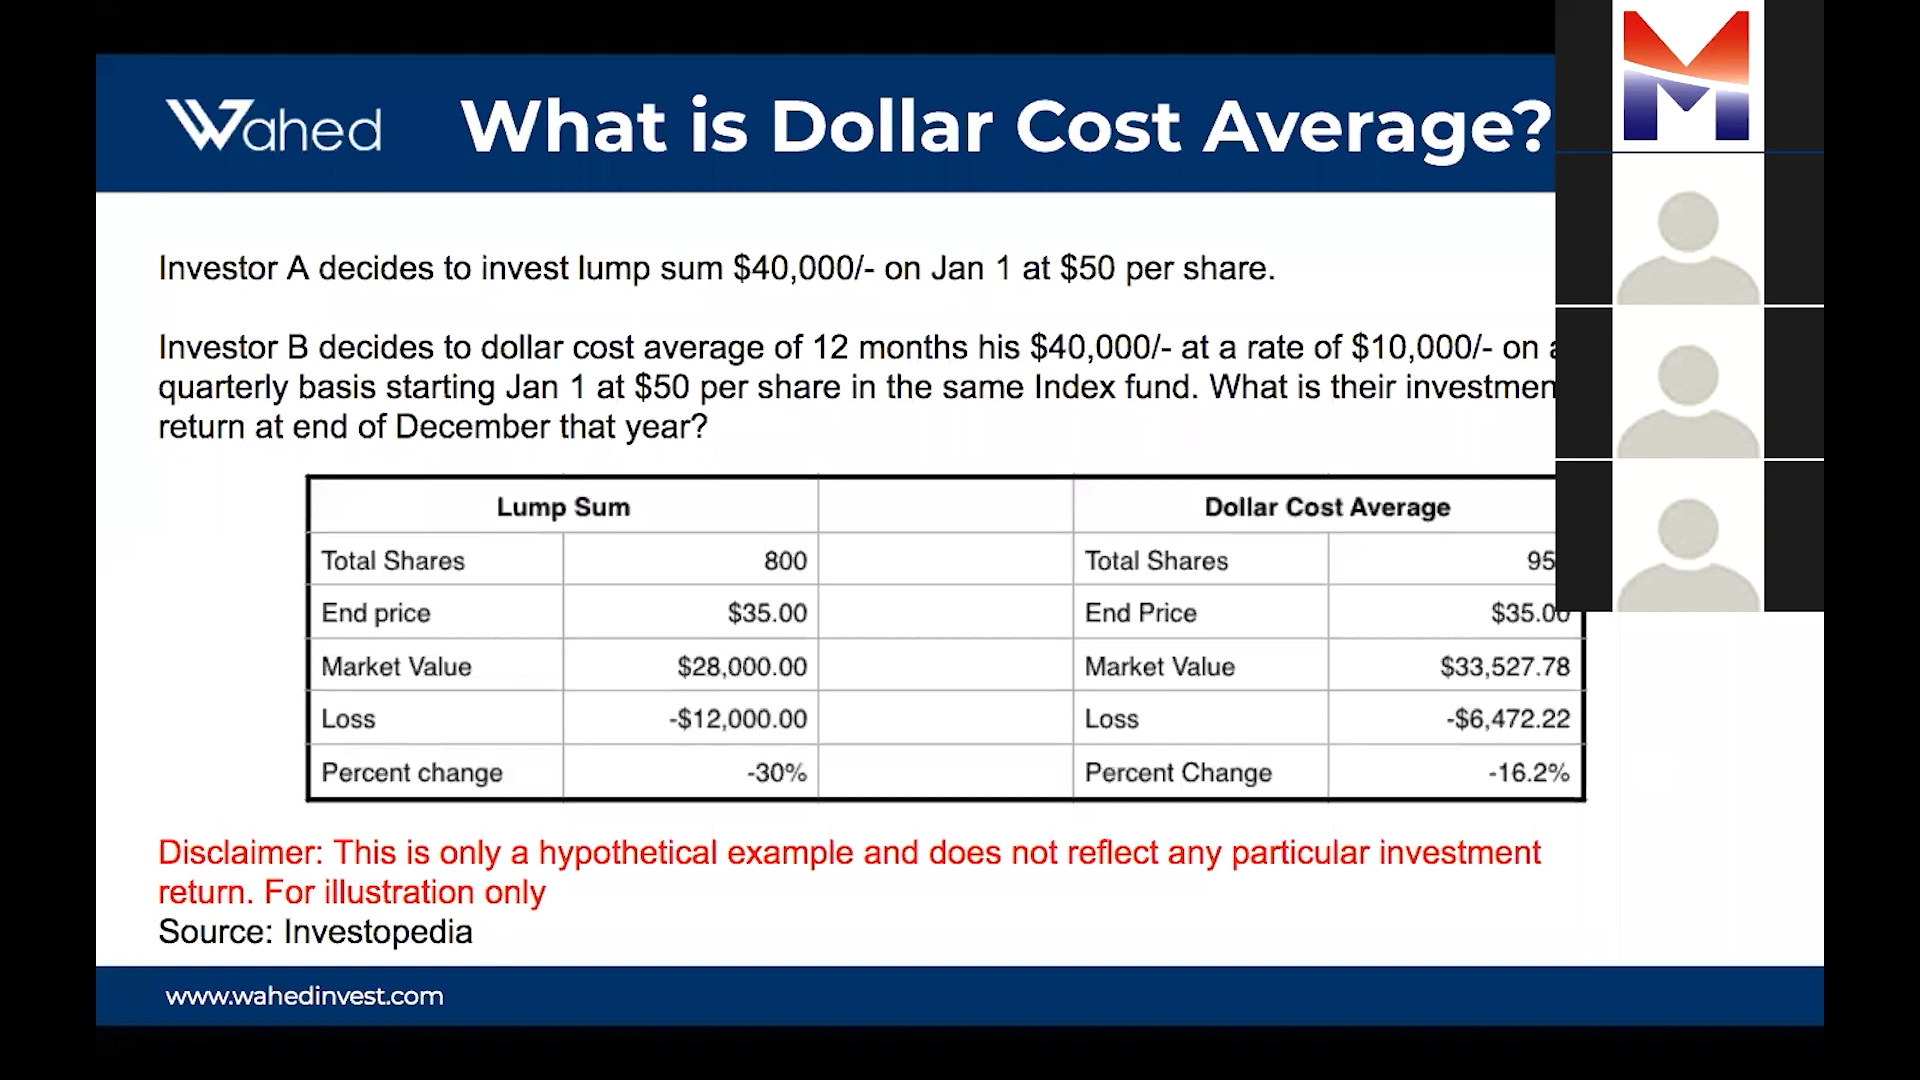 Wahed What is Dollar Cost Average?
Investor A decides to invest lump sum $40,000/- on Jan 1 at $50 per share.
Investor B decides to dollar cost average of 12 months his $40,000/- at a rate of $10,000/- on
quarterly basis starting Jan 1 at $50 per share in the same Index fund. What is their investmen
return at end of December that year?
Lump Sum Dollar Cost Average
Total Shares 800 Total Shares 95
End price $35.00 End Price $35.00
Market Value $28,000.00 Market Value $33,527.78
Loss -$12,000.00 Loss -$6,472.22
Percent change -30% Percent Change -16.2%
Disclaimer: This is only a hypothetical example and does not reflect any particular investment
return. For illustration only
Source: Investopedia
www.wahedinvest.com